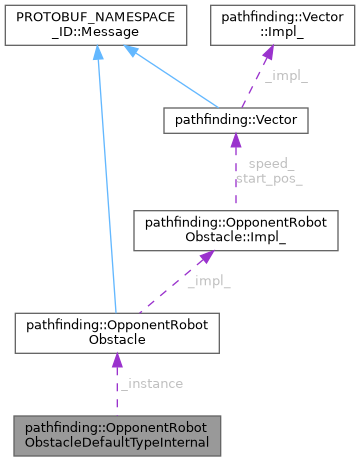 PROTOBUF_NAMESPACE
_ID::Message
pathfinding::Vector
::Impl_
_impl_
pathfinding::Vector
speed_
start_pos_
pathfinding::OpponentRobot
Obstacle::Impl_
_impl_
pathfinding::OpponentRobot
Obstacle
_instance
pathfinding::OpponentRobot
ObstacleDefaultTypeInternal